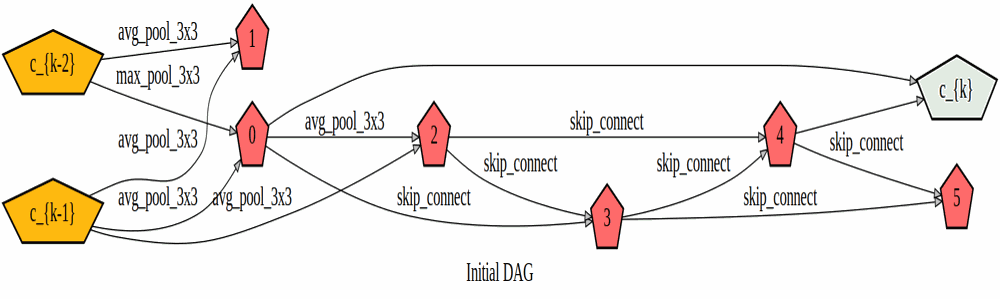 avg_pool_3x3
1
c_{k-2}
max_pool_3x3
c_{k}
avg_pool_3x3
0
avg_pool_3x3
2
skip_connect
4
skip_connect
skip_connect
skip_connect
c_{k-1}
avg_pool_3x3
avg_pool_3x3
skip_connect
3
skip_connect
5
Initial DAG